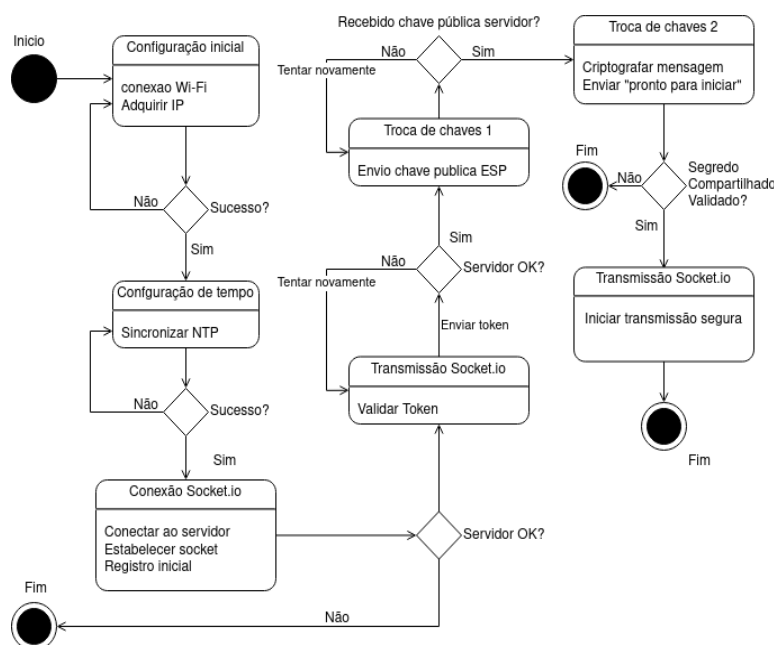 Inicio
Configuração inicial
conexao Wi-Fi
Adquirir IP
Não
Sucesso?
Sim
Confguração de tempo
Sincronizar NTP
Não
Sucesso?
Sim
Conexão Socket.io
Conectar ao servidor
Estabelecer socket
Registro inicial
Fim
Não
Servidor OK?
Transmissão Socket.io
Validar Token
Enviar token
Tentar novamente
Não
Servidor OK?
Sim
Troca de chaves 1
Envio chave publica ESP
Tentar novamente
Não
Recebido chave pública servidor?
Sim
Troca de chaves 2
Criptografar mensagem
Enviar "pronto para iniciar"
Fim
Não
Segredo
Compartilhado
Validado?
Sim
Transmissão Socket.io
Iniciar transmissão segura
Fim